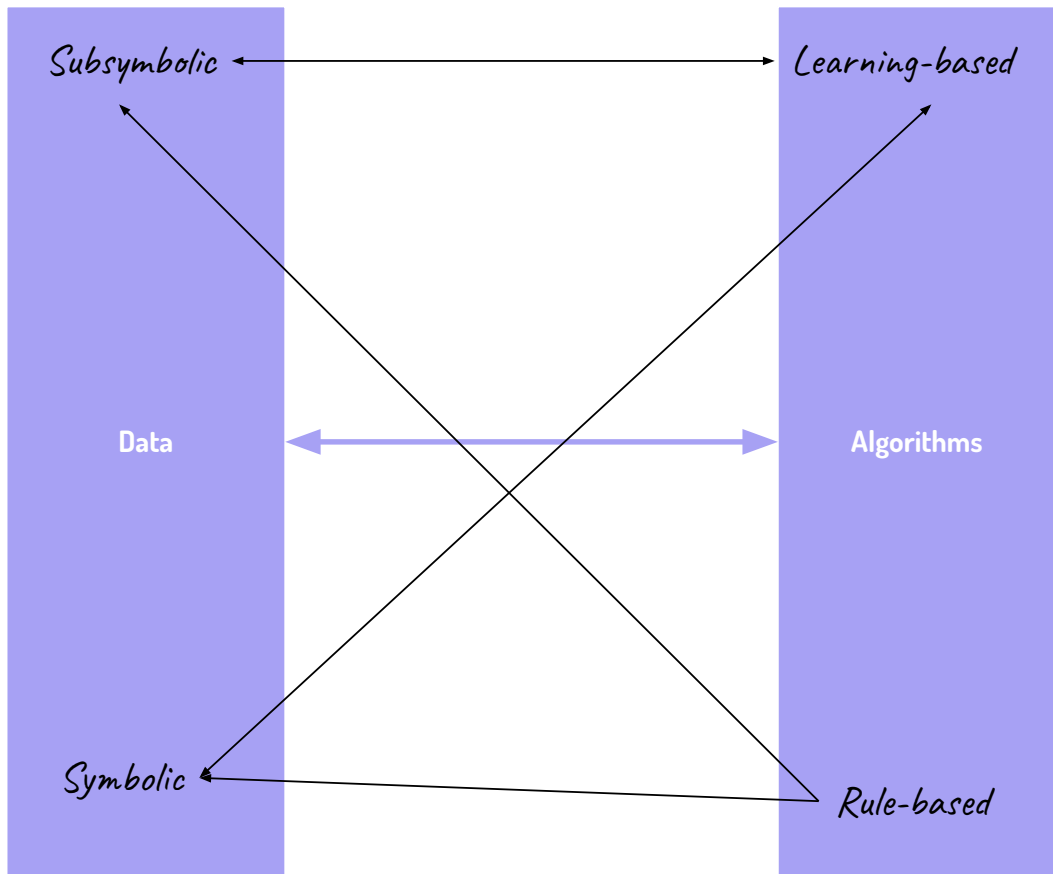 Subsymbolic
Learning-based
Data
Algorithms
Symbolic
Rule-based